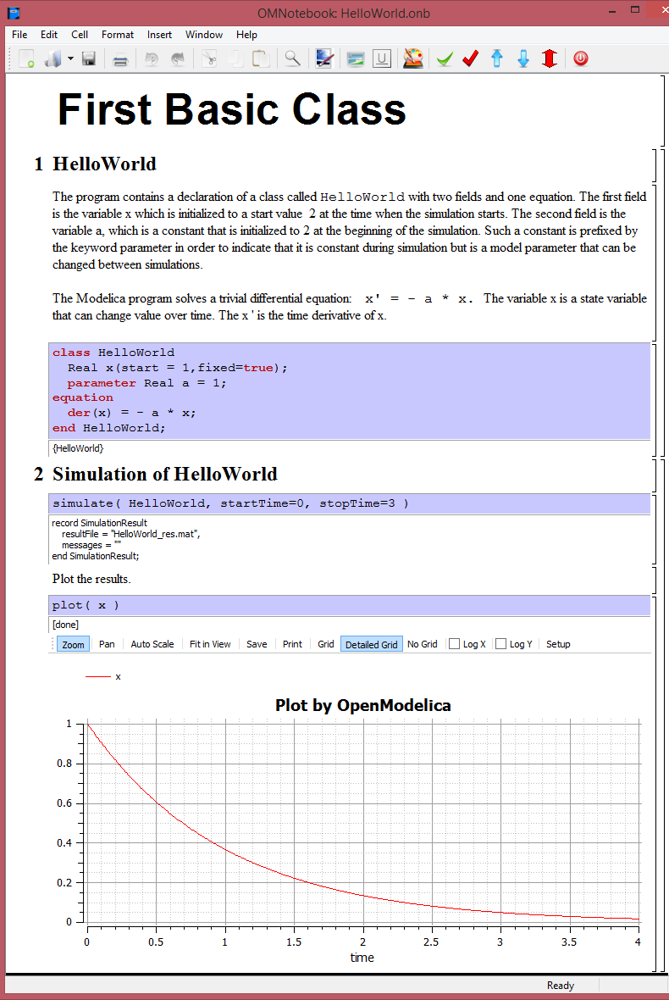 OMNotebook: HelloWorld.onb
File Edit Cell Format Insert Window Help
First Basic Class
1 HelloWorld
The program contains a declaration of a class called HelloWorld with two fields and one equation. The first field
is the variable x which is initialized to a start value 2 at the time when the simulation starts. The second field is the
variable a, which is a constant that is initialized to 2 at the beginning of the simulation. Such a constant is prefixed by
the keyword parameter in order to indicate that it is constant during simulation but is a model parameter that can be
changed between simulations.
The Modelica program solves a trivial differential equation: x' = - a * x. The variable x is a state variable
that can change value over time. The x ' is the time derivative of x.
class HelloWorld
Real x(start = 1,fixed=true);
parameter Real a = 1;
equation
der(x) = - a * x;
end HelloWorld;
{HelloWorld}
2 Simulation of HelloWorld
simulate( HelloWorld, startTime=0, stopTime=3 )
record SimulationResult
resultFile = "HelloWorld_res.mat",
messages = ""
end SimulationResult;
Plot the results.
plot( x )
[done]
Zoom Pan Auto Scale Fit in View Save Print Grid Detailed Grid No Grid Log X Log Y Setup
x
Plot by OpenModelica
1
0.8
0.6
0.4
0.2
0
0 0.5 1 1.5 2 2.5 3 3.5 4
time
Ready